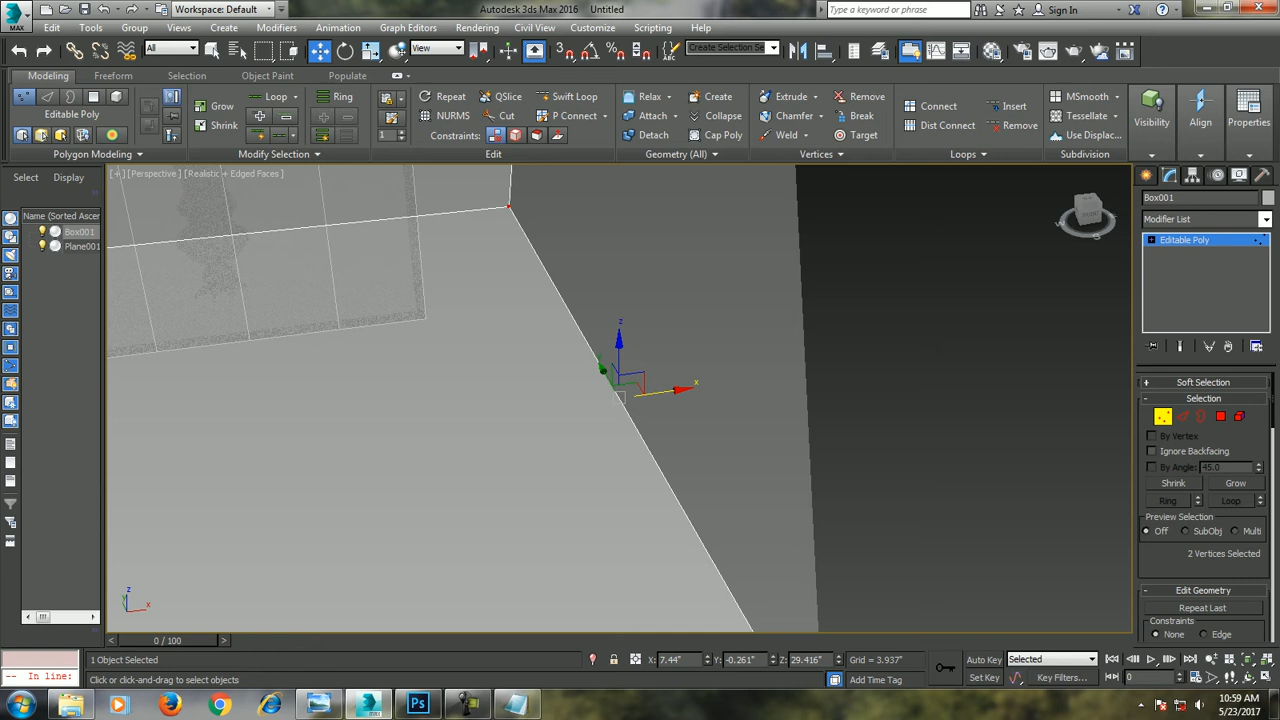 Workspace: Default
Autodesk 3ds Max 2016 Untitled
Type a keyword or phrase
Sign In
MAX
Edit Tools Group Views Create Modifiers Animation Graph Editors Rendering Civil View Customize Scripting Help
All
View
Create Selection Se
Modeling Freeform Selection Object Paint Populate
Editable Poly
Polygon Modeling
Grow
Shrink
Loop
Ring
Modify Selection
1
Repeat QSlice Swift Loop
NURMS Cut P Connect
Constraints:
Edit
Relax Create
Attach Collapse
Detach Cap Poly
Geometry (All)
Extrude Remove
Chamfer Break
Weld Target
Vertices
Connect Insert
Dist Connect Remove
Loops
MSmooth
Tessellate
Use Displac...
Subdivision
Visibility
Align
Properties
Select Display
Name (Sorted Ascen
Box001
Plane001
[+] [Perspective] [Realistic + Edged Faces]
z
x
z
y
x
Box001
Modifier List
Editable Poly
Soft Selection
Selection
By Vertex
Ignore Backfacing
By Angle: 45.0
Shrink Grow
Ring Loop
Preview Selection
Off SubObj Multi
2 Vertices Selected
Edit Geometry
Repeat Last
Constraints
None Edge
0 / 100
1 Object Selected
X: 7.44" Y: -0.261" Z: 29.416" Grid = 3.937"
Auto Key Selected
-- In line:
Click or click-and-drag to select objects
Add Time Tag
Set Key Key Filters...
0
Ps
10:59 AM
5/23/2017